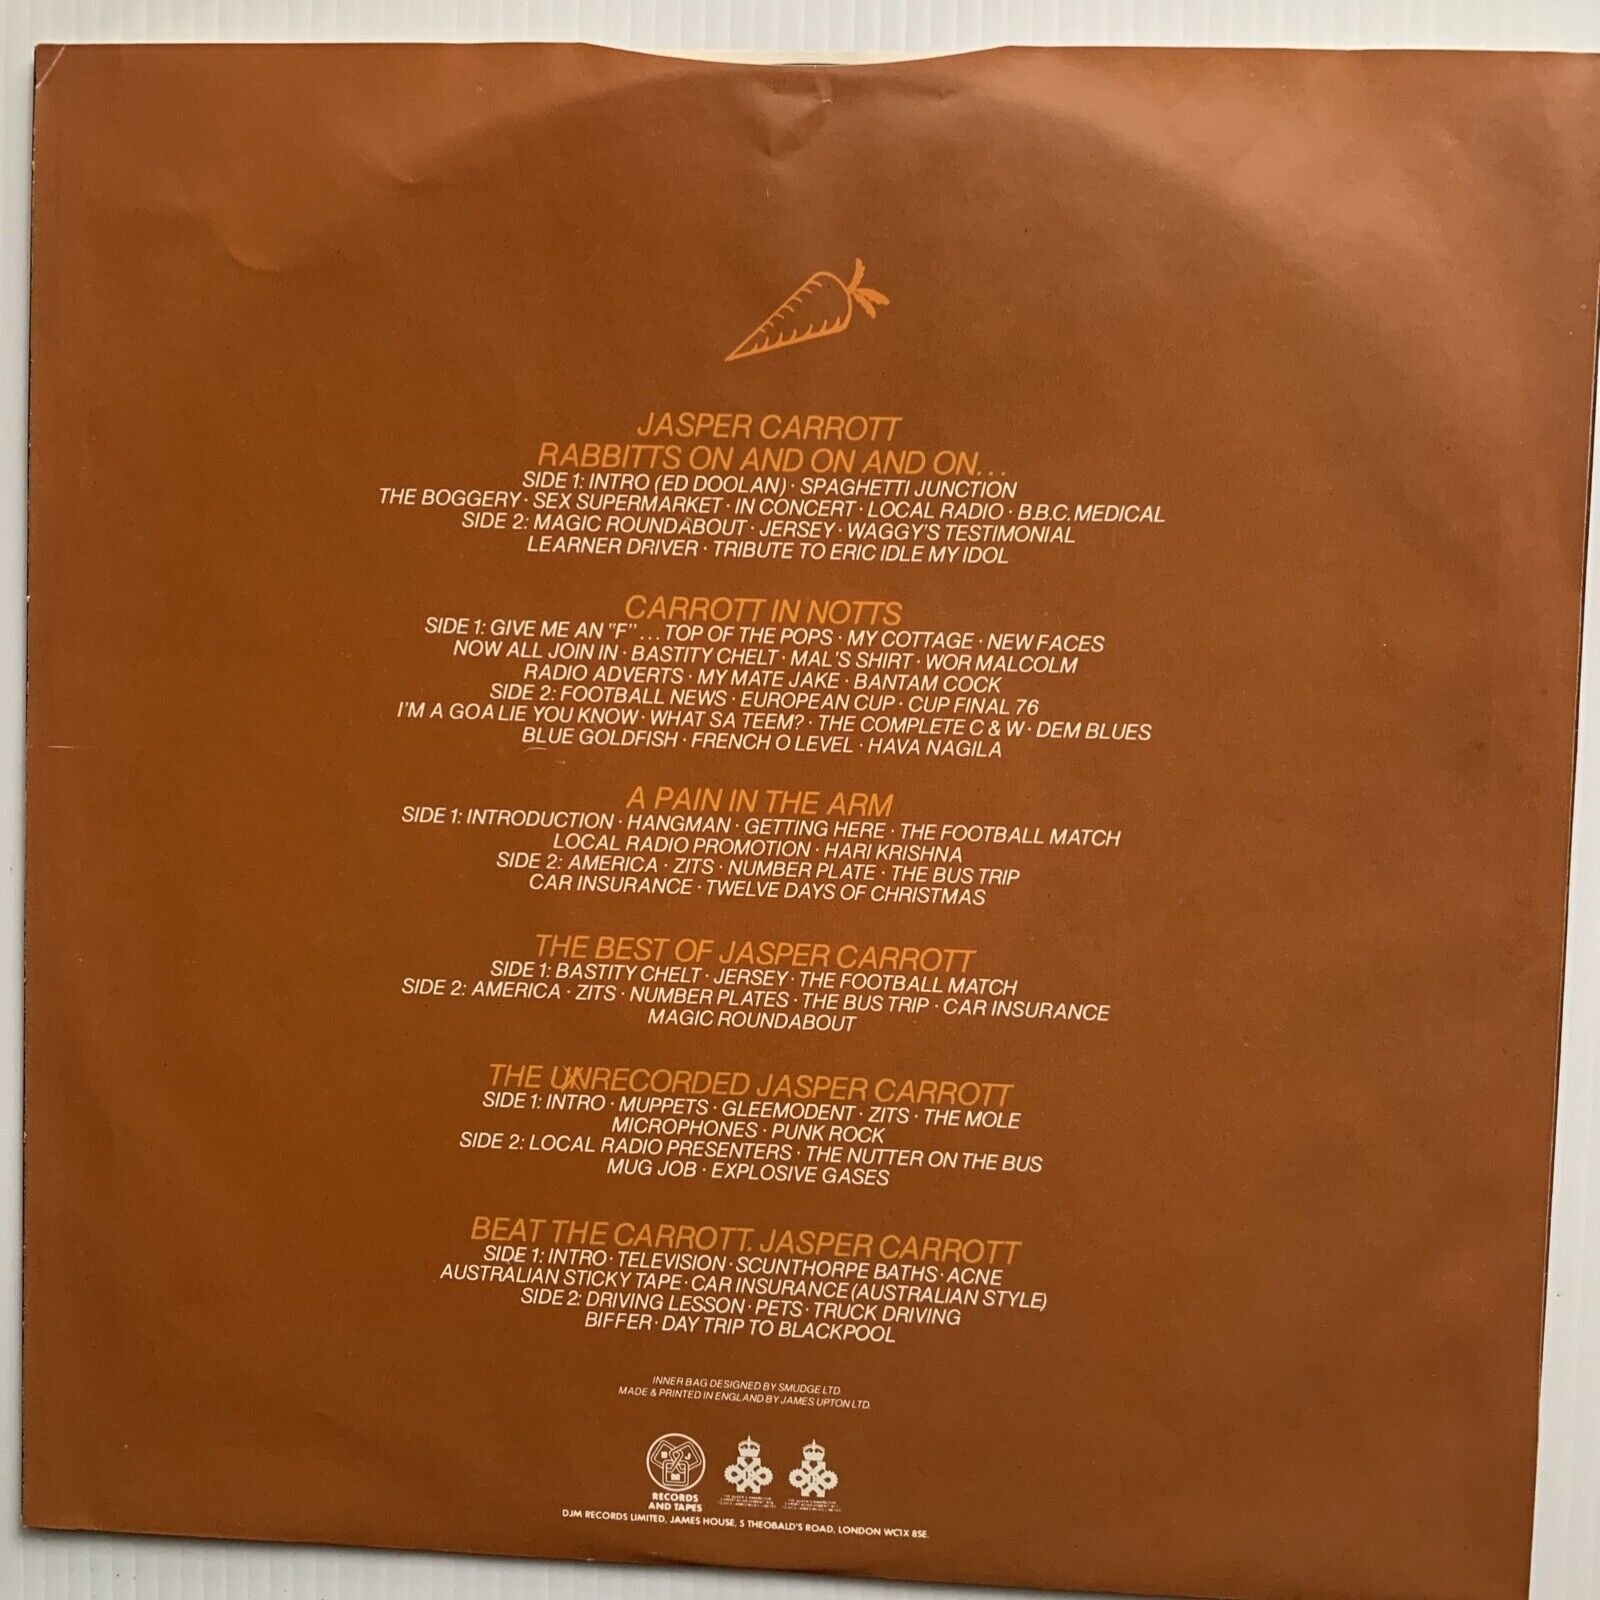 JASPER CARROTT
RABBITTS ON AND ON AND ON...
SIDE 1: INTRO (ED DOOLAN) · SPAGHETTI JUNCTION
THE BOGGERY · SEX SUPERMARKET · IN CONCERT · LOCAL RADIO · B.B.C. MEDICAL
SIDE 2: MAGIC ROUNDABOUT · JERSEY · WAGGY'S TESTIMONIAL
LEARNER DRIVER · TRIBUTE TO ERIC IDLE MY IDOL
CARROTT IN NOTTS
SIDE 1: GIVE ME AN "F" ... TOP OF THE POPS · MY COTTAGE · NEW FACES
NOW ALL JOIN IN · BASTITY CHELT · MAL'S SHIRT · WOR MALCOLM
RADIO ADVERTS · MY MATE JAKE · BANTAM COCK
SIDE 2: FOOTBALL NEWS · EUROPEAN CUP · CUP FINAL 76
I'M A GOALIE YOU KNOW · WHAT SA TEEM? · THE COMPLETE C & W · DEM BLUES
BLUE GOLDFISH · FRENCH O LEVEL · HAVA NAGILA
A PAIN IN THE ARM
SIDE 1: INTRODUCTION · HANGMAN · GETTING HERE · THE FOOTBALL MATCH
LOCAL RADIO PROMOTION · HARI KRISHNA
SIDE 2: AMERICA · ZITS · NUMBER PLATE · THE BUS TRIP
CAR INSURANCE · TWELVE DAYS OF CHRISTMAS
THE BEST OF JASPER CARROTT
SIDE 1: BASTITY CHELT · JERSEY · THE FOOTBALL MATCH
SIDE 2: AMERICA · ZITS · NUMBER PLATES · THE BUS TRIP · CAR INSURANCE
MAGIC ROUNDABOUT
THE UNRECORDED JASPER CARROTT
SIDE 1: INTRO · MUPPETS · GLEEMODENT · ZITS · THE MOLE
MICROPHONES · PUNK ROCK
SIDE 2: LOCAL RADIO PRESENTERS · THE NUTTER ON THE BUS
MUG JOB · EXPLOSIVE GASES
BEAT THE CARROTT. JASPER CARROTT
SIDE 1: INTRO · TELEVISION · SCUNTHORPE BATHS · ACNE
AUSTRALIAN STICKY TAPE · CAR INSURANCE (AUSTRALIAN STYLE)
SIDE 2: DRIVING LESSON · PETS · TRUCK DRIVING
BIFFER · DAY TRIP TO BLACKPOOL
INNER BAG DESIGNED BY SMUDGE LTD.
MADE & PRINTED IN ENGLAND BY JAMES UPTON LTD.
RECORDS
AND TAPES
DJM RECORDS LIMITED, JAMES HOUSE, 5 THEOBALD'S ROAD, LONDON WC1X 8SE.